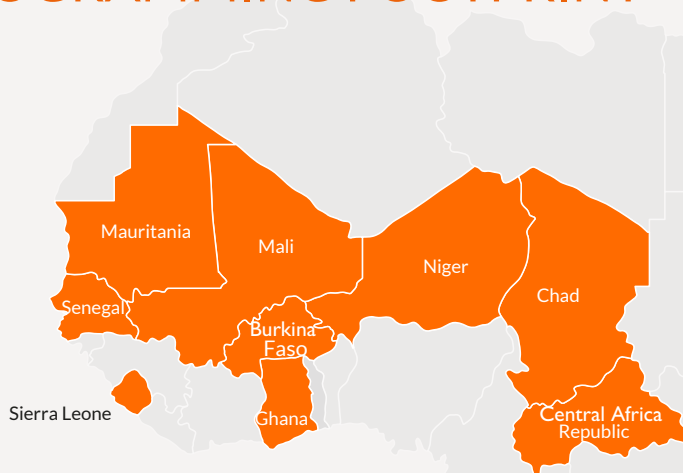 Mauritania
Mali
Niger
Chad
Senegal
Burkina
Faso
Sierra Leone
Ghana
Central Africa
Republic